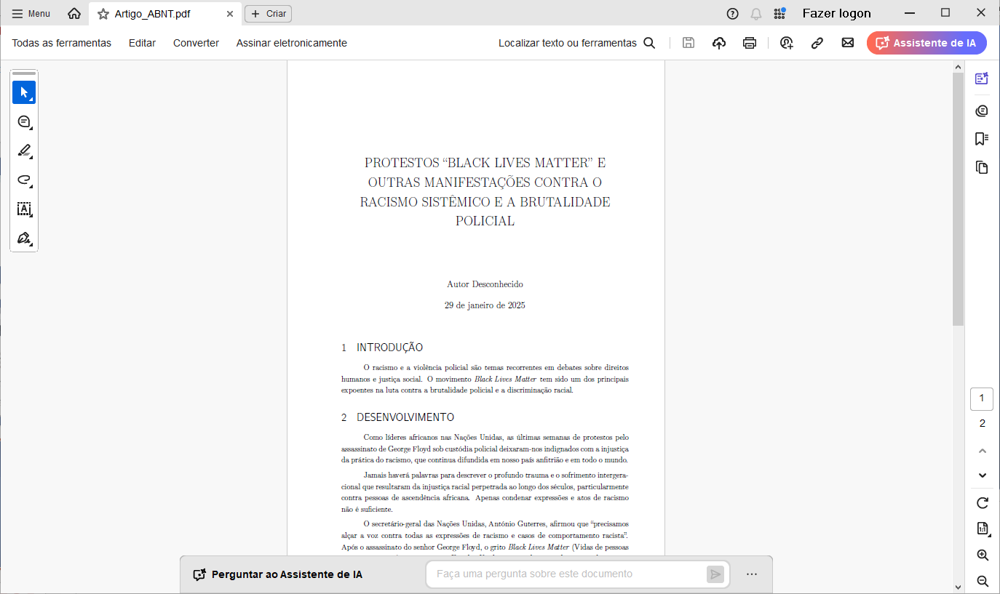 Menu
Artigo_ABNT.pdf
Criar
Fazer logon
Todas as ferramentas
Editar
Converter
Assinar eletronicamente
Localizar texto ou ferramentas
Assistente de IA
PROTESTOS “BLACK LIVES MATTER” E
OUTRAS MANIFESTAÇÕES CONTRA O
RACISMO SISTÊMICO E A BRUTALIDADE
POLICIAL
Autor Desconhecido
29 de janeiro de 2025
1 INTRODUÇÃO
O racismo e a violência policial são temas recorrentes em debates sobre direitos
humanos e justiça social. O movimento Black Lives Matter tem sido um dos principais
expoentes na luta contra a brutalidade policial e a discriminação racial.
2 DESENVOLVIMENTO
Como líderes africanos nas Nações Unidas, as últimas semanas de protestos pelo
assassinato de George Floyd sob custódia policial deixaram-nos indignados com a injustiça
da prática do racismo, que continua difundida em nosso país anfitrião e em todo o mundo.
Jamais haverá palavras para descrever o profundo trauma e o sofrimento intergera-
cional que resultaram da injustiça racial perpetrada ao longo dos séculos, particularmente
contra pessoas de ascendência africana. Apenas condenar expressões e atos de racismo
não é suficiente.
O secretário-geral das Nações Unidas, António Guterres, afirmou que “precisamos
alçar a voz contra todas as expressões de racismo e casos de comportamento racista”.
Após o assassinato do senhor George Floyd, o grito Black Lives Matter (Vidas de pessoas
1
2
1:1
Perguntar ao Assistente de IA
Faça uma pergunta sobre este documento